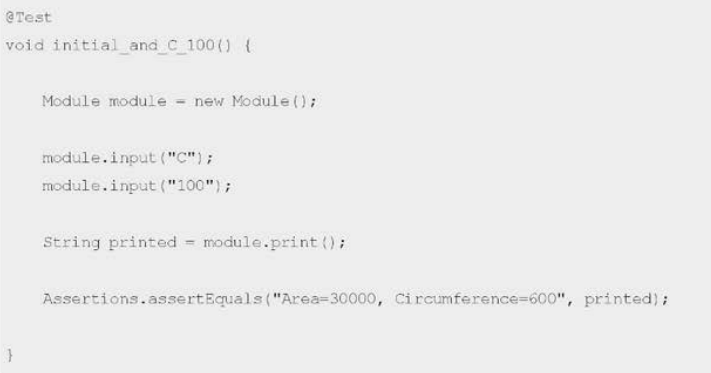 @Test
void initial_and_C_100() {
Module module = new Module();
module.input("C");
module.input("100");
String printed = module.print();
Assertions.assertEquals("Area=30000, Circumference=600", printed);
}